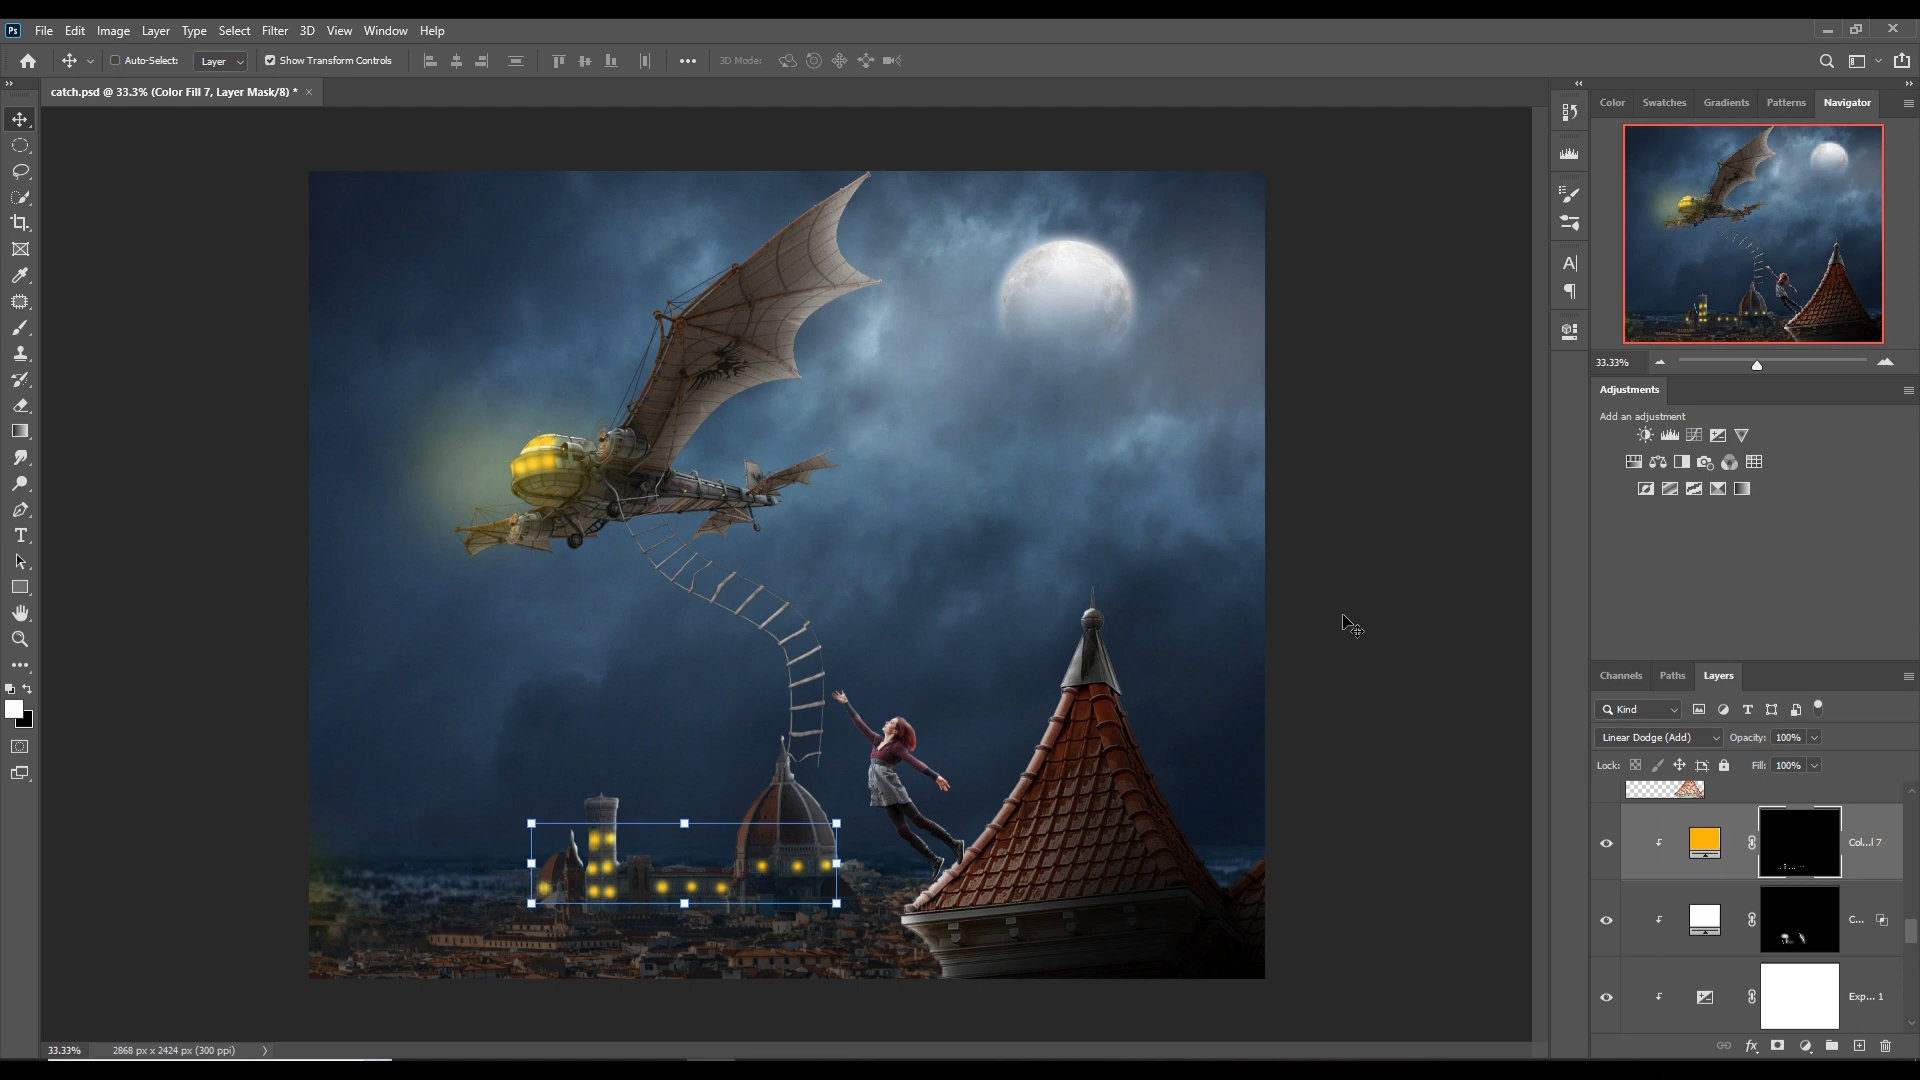 Ps File Edit Image Layer Type Select Filter 3D View Window Help
Auto-Select: Layer Show Transform Controls 3D Mode:
catch.psd @ 33.3% (Color Fill 7, Layer Mask/8) *
Color Swatches Gradients Patterns Navigator
33.33%
Adjustments
Add an adjustment
Channels Paths Layers
Kind
Linear Dodge (Add) Opacity: 100%
Lock: Fill: 100%
Col...l 7
C...
Exp... 1
33.33% 2868 px x 2424 px (300 ppi)